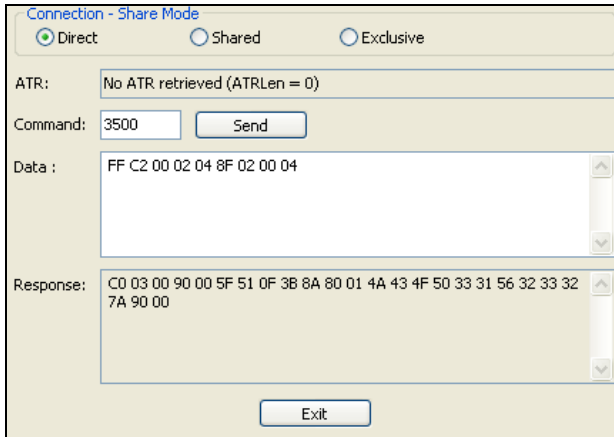 Connection - Share Mode
Direct Shared Exclusive
ATR: No ATR retrieved (ATRLen = 0)
Command: 3500 Send
Data : FF C2 00 02 04 8F 02 00 04
Response: C0 03 00 90 00 5F 51 0F 3B 8A 80 01 4A 43 4F 50 33 31 56 32 33 32
7A 90 00
Exit